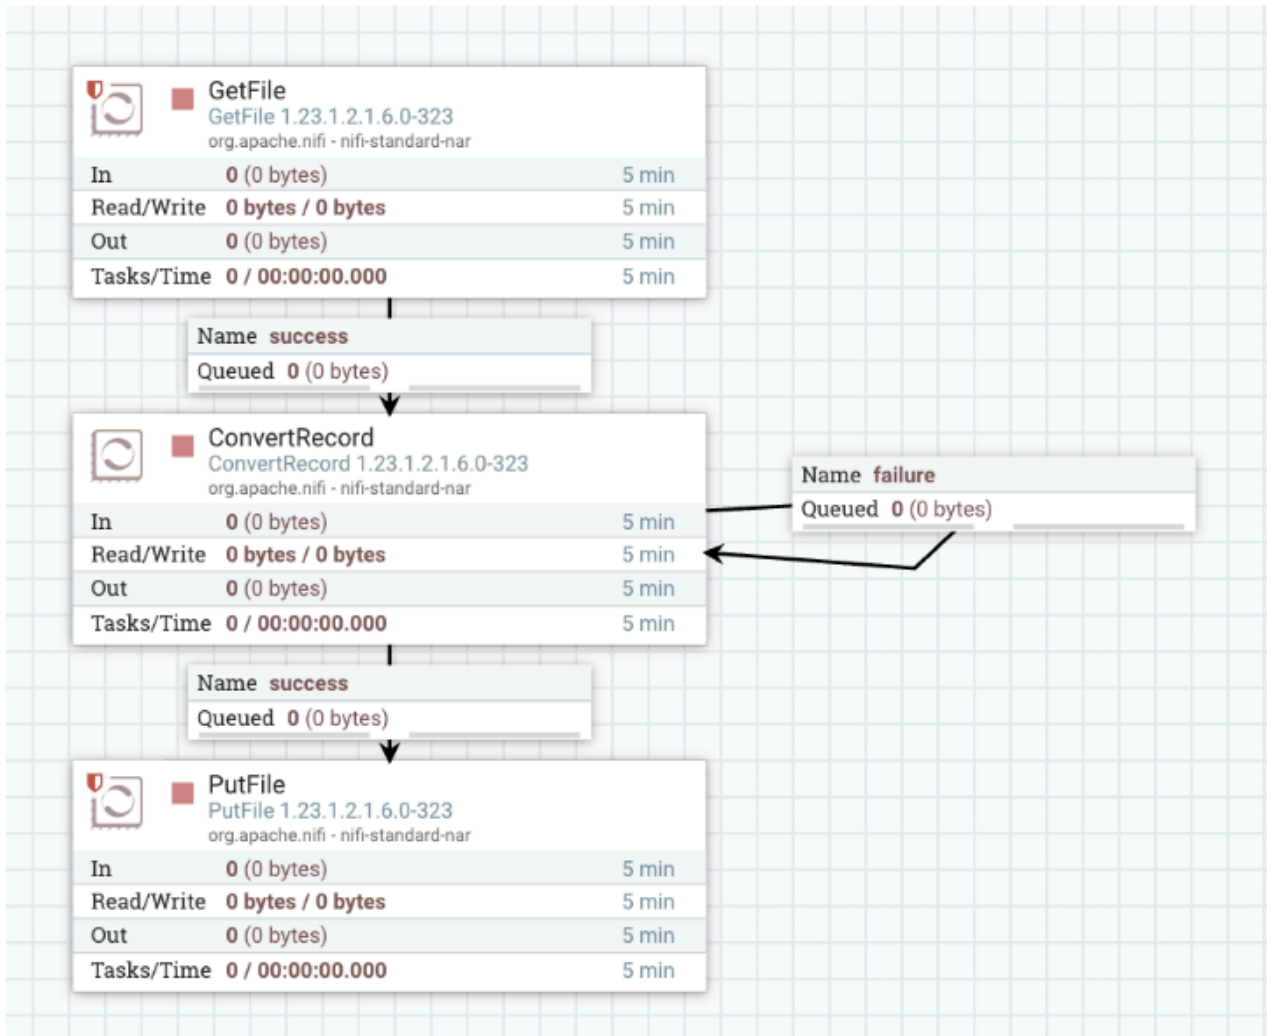 GetFile
GetFile 1.23.1.2.1.6.0-323
org.apache.nifi - nifi-standard-nar
In 0 (0 bytes) 5 min
Read/Write 0 bytes / 0 bytes 5 min
Out 0 (0 bytes) 5 min
Tasks/Time 0 / 00:00:00.000 5 min
Name success
Queued 0 (0 bytes)
ConvertRecord
ConvertRecord 1.23.1.2.1.6.0-323
org.apache.nifi - nifi-standard-nar
In 0 (0 bytes) 5 min
Read/Write 0 bytes / 0 bytes 5 min
Out 0 (0 bytes) 5 min
Tasks/Time 0 / 00:00:00.000 5 min
Name failure
Queued 0 (0 bytes)
Name success
Queued 0 (0 bytes)
PutFile
PutFile 1.23.1.2.1.6.0-323
org.apache.nifi - nifi-standard-nar
In 0 (0 bytes) 5 min
Read/Write 0 bytes / 0 bytes 5 min
Out 0 (0 bytes) 5 min
Tasks/Time 0 / 00:00:00.000 5 min